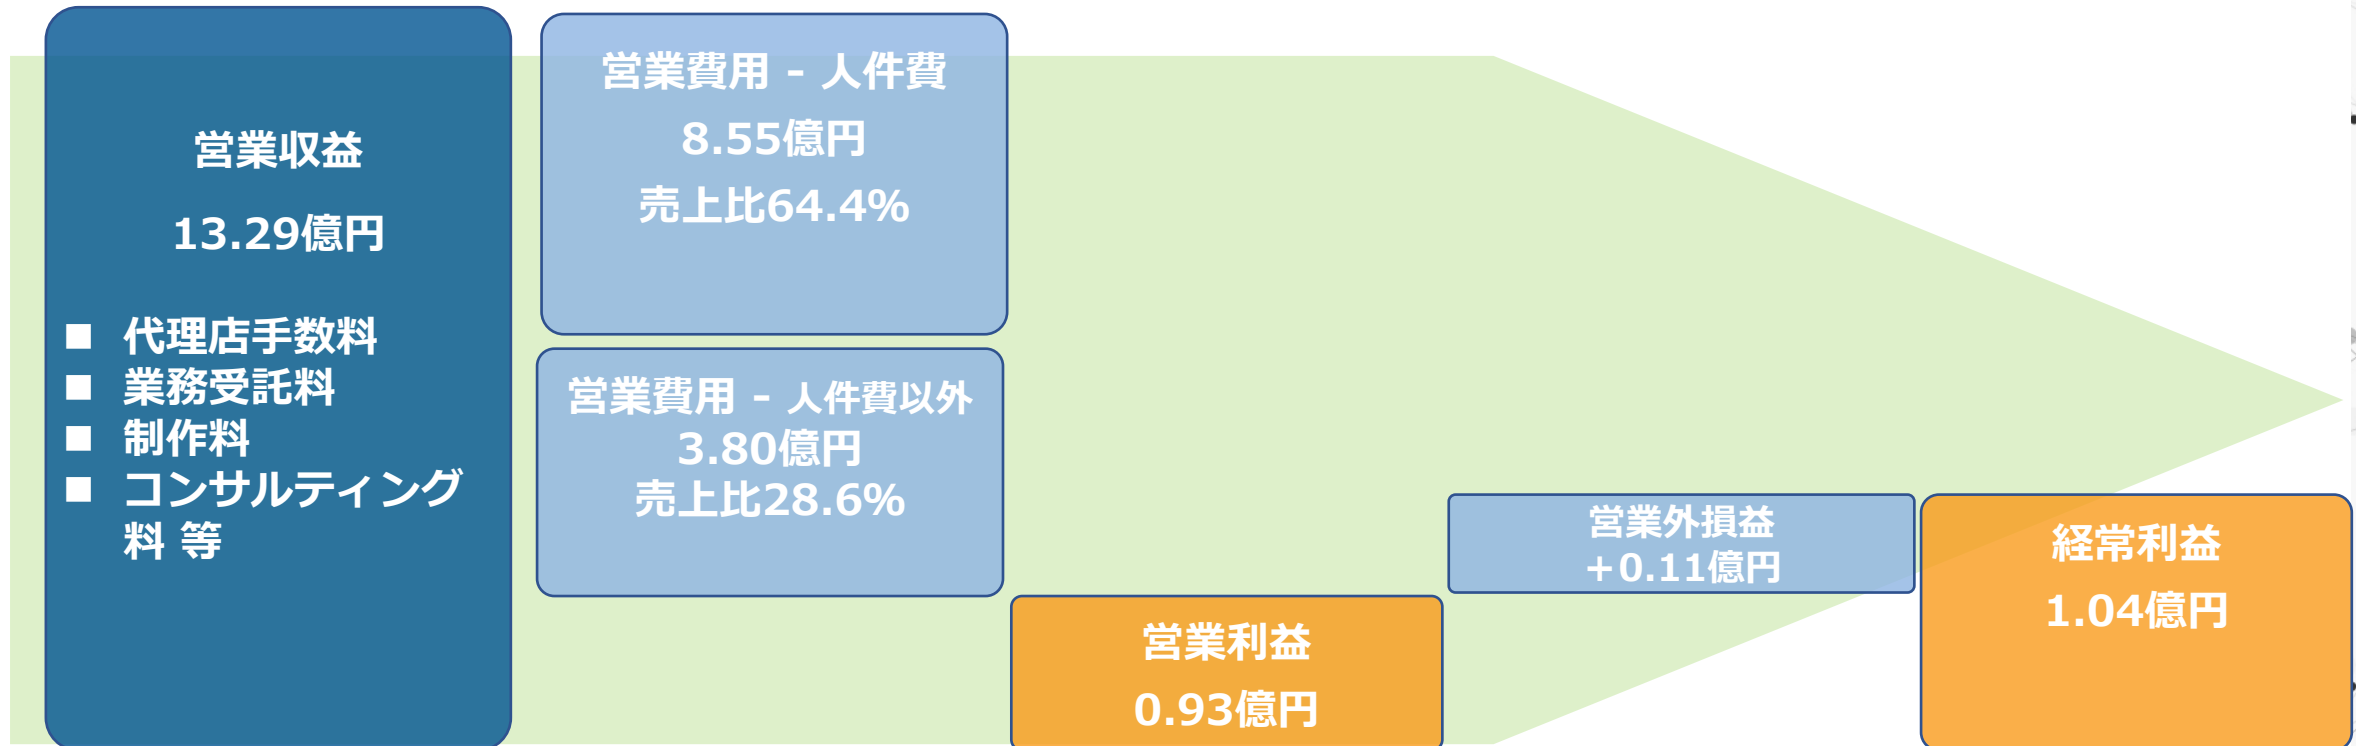 営業収益
13.29億円
■ 代理店手数料
■ 業務受託料
■ 制作料
■ コンサルティング
料 等
営業費用 - 人件費
8.55億円
売上比64.4%
営業費用 - 人件費以外
3.80億円
売上比28.6%
営業利益
0.93億円
営業外損益
+0.11億円
経常利益
1.04億円